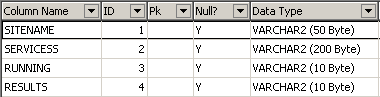 Column Name ID Pk Null? Data Type
SITENAME 1 Y VARCHAR2 (50 Byte)
SERVICESS 2 Y VARCHAR2 (200 Byte)
RUNNING 3 Y VARCHAR2 (10 Byte)
RESULTS 4 Y VARCHAR2 (10 Byte)